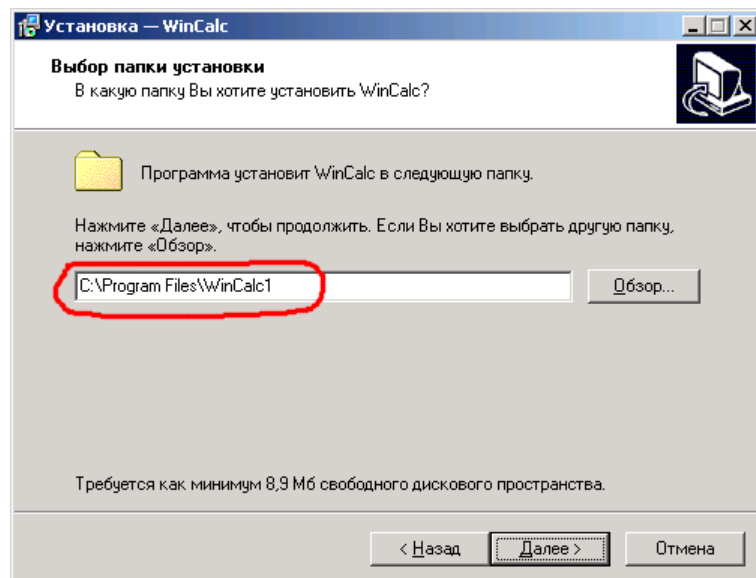 Установка — WinCalc
Выбор папки установки
В какую папку Вы хотите установить WinCalc?
Программа установит WinCalc в следующую папку.
Нажмите «Далее», чтобы продолжить. Если Вы хотите выбрать другую папку,
нажмите «Обзор».
C:\Program Files\WinCalc1
Обзор...
Требуется как минимум 8,9 Мб свободного дискового пространства.
< Назад
Далее >
Отмена